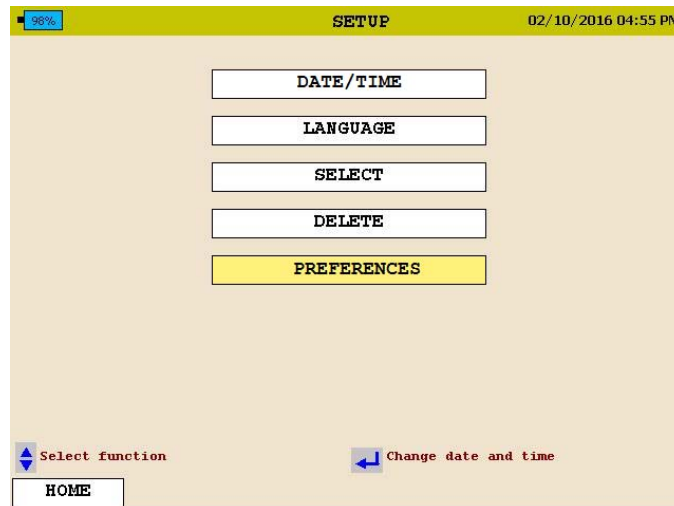 98%
SETUP
02/10/2016 04:55 PM
DATE/TIME
LANGUAGE
SELECT
DELETE
PREFERENCES
Select function
Change date and time
HOME